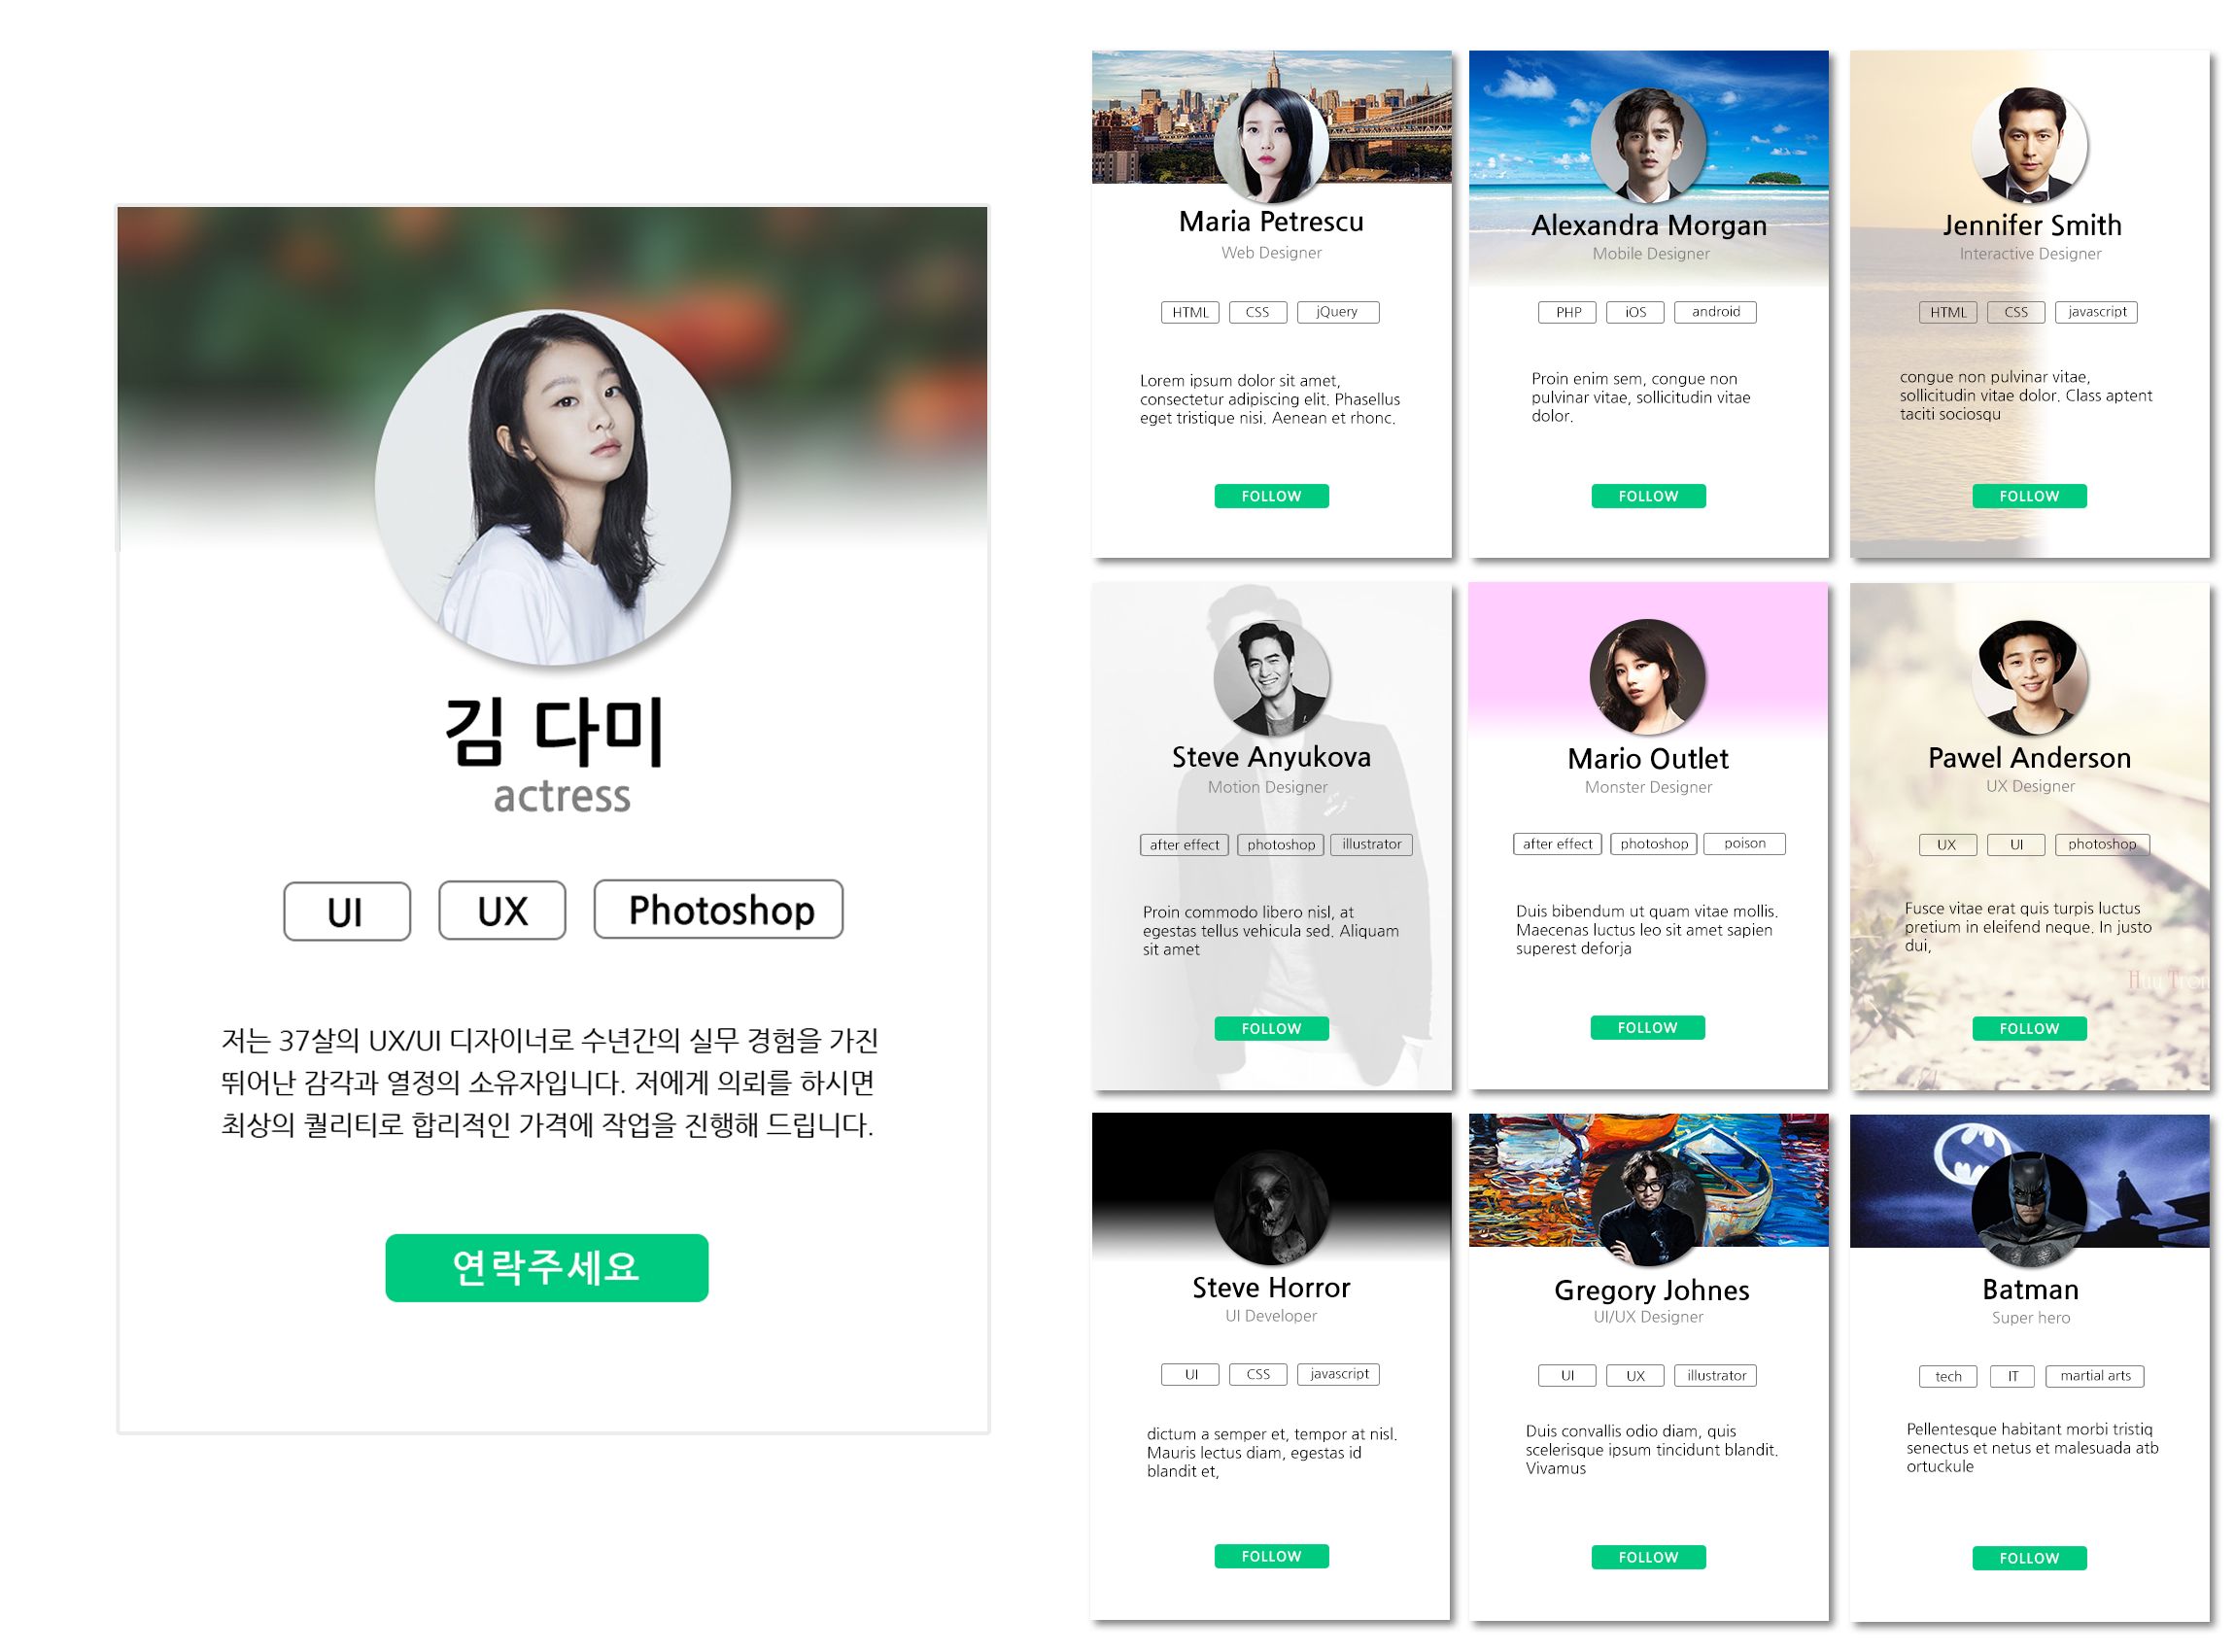 김 다미
actress
UI
UX
Photoshop
저는 37살의 UX/UI 디자이너로 수년간의 실무 경험을 가진
뛰어난 감각과 열정의 소유자입니다. 저에게 의뢰를 하시면
최상의 퀄리티로 합리적인 가격에 작업을 진행해 드립니다.
연락주세요
Maria Petrescu
Web Designer
HTML
CSS
jQuery
Lorem ipsum dolor sit amet,
consectetur adipiscing elit. Phasellus
eget tristique nisi. Aenean et rhonc.
FOLLOW
Alexandra Morgan
Mobile Designer
PHP
iOS
android
Proin enim sem, congue non
pulvinar vitae, sollicitudin vitae
dolor.
FOLLOW
Jennifer Smith
Interactive Designer
HTML
CSS
javascript
congue non pulvinar vitae,
sollicitudin vitae dolor. Class aptent
taciti sociosqu
FOLLOW
Steve Anyukova
Motion Designer
after effect
photoshop
illustrator
Proin commodo libero nisl, at
egestas tellus vehicula sed. Aliquam
sit amet
FOLLOW
Mario Outlet
Monster Designer
after effect
photoshop
poison
Duis bibendum ut quam vitae mollis.
Maecenas luctus leo sit amet sapien
superest deforja
FOLLOW
Pawel Anderson
UX Designer
UX
UI
photoshop
Fusce vitae erat quis turpis luctus
pretium in eleifend neque. In justo
dui,
Huu Tron
FOLLOW
Steve Horror
UI Developer
UI
CSS
javascript
dictum a semper et, tempor at nisl.
Mauris lectus diam, egestas id
blandit et,
FOLLOW
Gregory Johnes
UI/UX Designer
UI
UX
illustrator
Duis convallis odio diam, quis
scelerisque ipsum tincidunt blandit.
Vivamus
FOLLOW
Batman
Super hero
tech
IT
martial arts
Pellentesque habitant morbi tristiq
senectus et netus et malesuada atb
ortuckule
FOLLOW